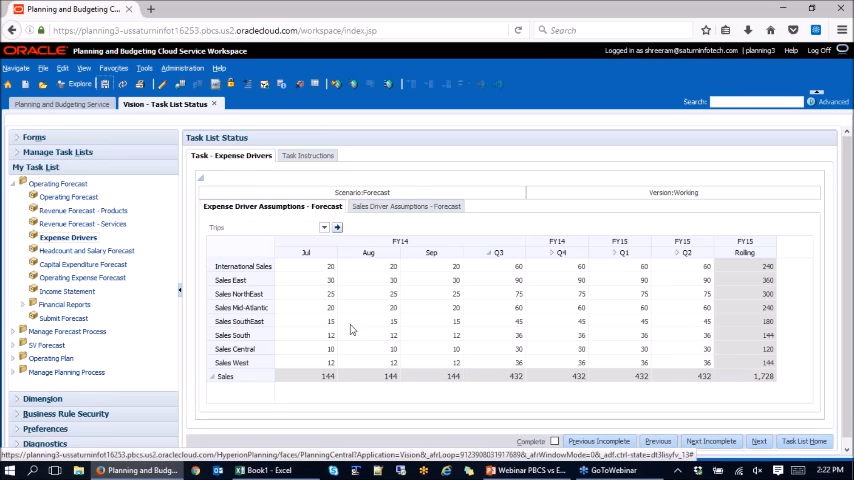 Planning and Budgeting C...
https://planning3-ussaturninfot16253.pbcs.us2.oraclecloud.com/workspace/index.jsp
Search
ORACLE Planning and Budgeting Cloud Service Workspace
Logged in as shreeram@saturninfotech.com | planning3 Help Log Off
Navigate File Edit View Favorites Tools Administration Help
Explore
Planning and Budgeting Service Vision - Task List Status
Search: Advanced
Forms
Manage Task Lists
My Task List
Operating Forecast
Operating Forecast
Revenue Forecast - Products
Revenue Forecast - Services
Expense Drivers
Headcount and Salary Forecast
Capital Expenditure Forecast
Operating Expense Forecast
Income Statement
Financial Reports
Submit Forecast
Manage Forecast Process
SV Forecast
Operating Plan
Manage Planning Process
Dimension
Business Rule Security
Preferences
Diagnostics
Task List Status
Task - Expense Drivers Task Instructions
Scenario:Forecast Version:Working
Expense Driver Assumptions - Forecast Sales Driver Assumptions - Forecast
Trips
FY14 FY14 FY15 FY15 FY15
Jul Aug Sep Q3 Q4 Q1 Q2 Rolling
International Sales 20 20 20 60 60 60 60 240
Sales East 30 30 30 90 90 90 90 360
Sales NorthEast 25 25 25 75 75 75 75 300
Sales Mid-Atlantic 20 20 20 60 60 60 60 240
Sales SouthEast 15 15 15 45 45 45 45 180
Sales South 12 12 12 36 36 36 36 144
Sales Central 10 10 10 30 30 30 30 120
Sales West 12 12 12 36 36 36 36 144
Sales 144 144 144 432 432 432 432 1,728
Complete Previous Incomplete Previous Next Incomplete Next Task List Home
Planning and Budg... Book1 - Excel Webinar PBCS vs E... GoToWebinar 2:22 PM